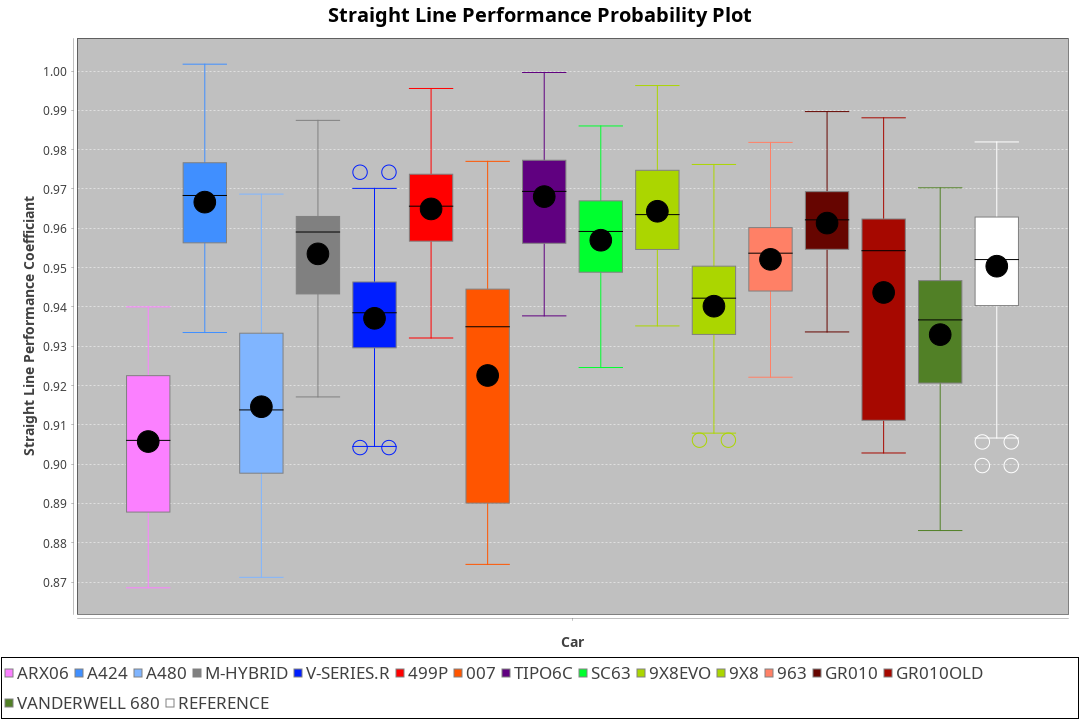 Straight Line Performance Probability Plot
Straight Line Performance Coefficiant
1.00
0.99
0.98
0.97
0.96
0.95
0.94
0.93
0.92
0.91
0.90
0.89
0.88
0.87
Car
ARX06 A424 A480 M-HYBRID V-SERIES.R 499P 007 TIPO6C SC63 9X8EVO 9X8 963 GR010 GR010OLD
VANDERWELL 680 REFERENCE